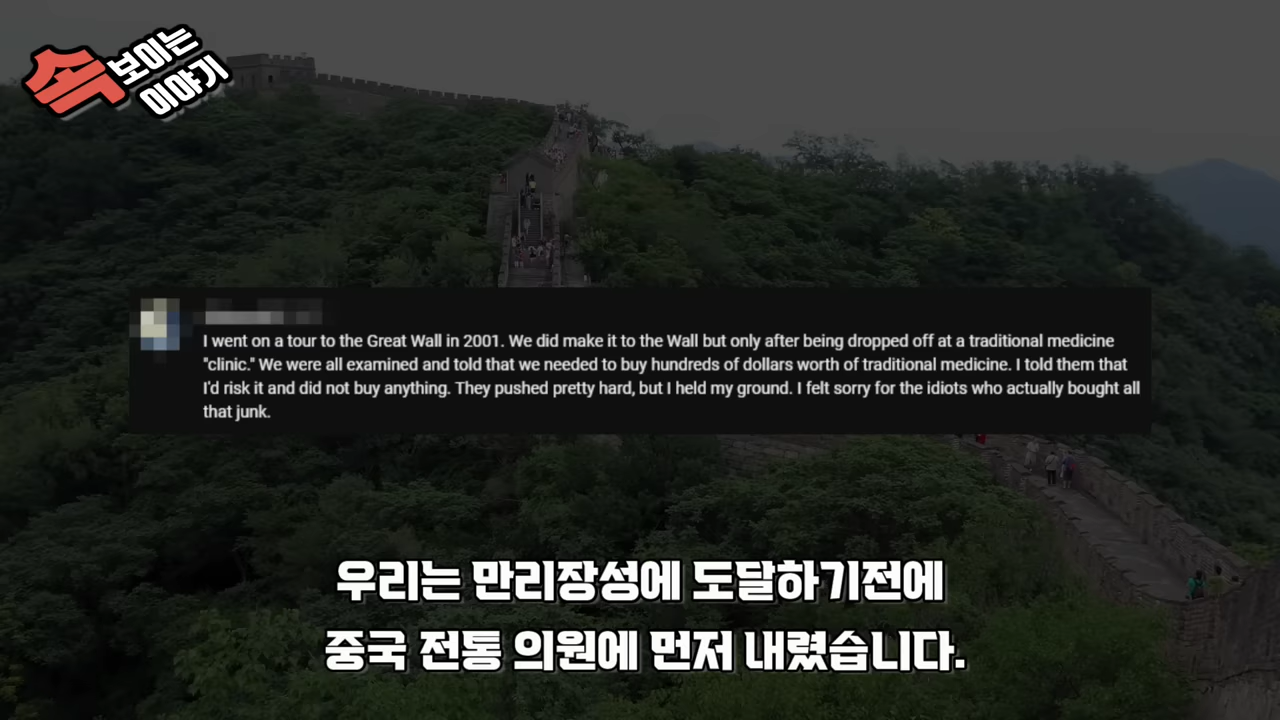 속 보이는
이야기
I went on a tour to the Great Wall in 2001. We did make it to the Wall but only after being dropped off at a traditional medicine
"clinic." We were all examined and told that we needed to buy hundreds of dollars worth of traditional medicine. I told them that
I'd risk it and did not buy anything. They pushed pretty hard, but I held my ground. I felt sorry for the idiots who actually bought all
that junk.
우리는 만리장성에 도달하기전에
중국 전통 의원에 먼저 내렸습니다.